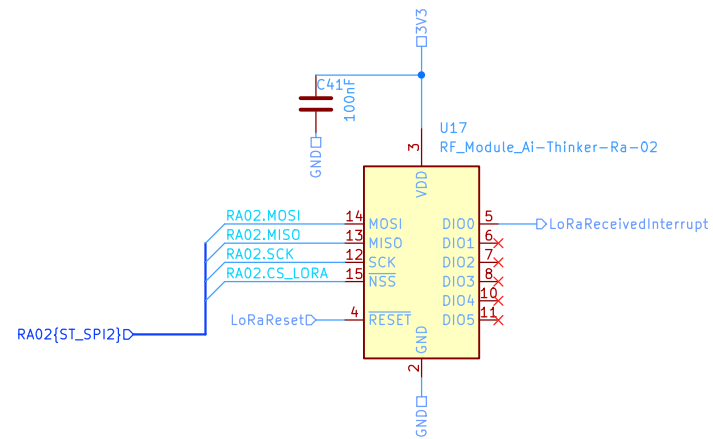 3V3
C41
100nF
GND
U17
RF_Module_Ai-Thinker-Ra-02
3
VDD
RA02.MOSI 14 MOSI DIO0 5 LoRaReceivedInterrupt
RA02.MISO 13 MISO DIO1 6
RA02.SCK 12 SCK DIO2 7
RA02.CS_LORA 15 NSS DIO3 8
DIO4 10
LoRaReset 4 RESET DIO5 11
RA02{ST_SPI2}
GND
2
GND